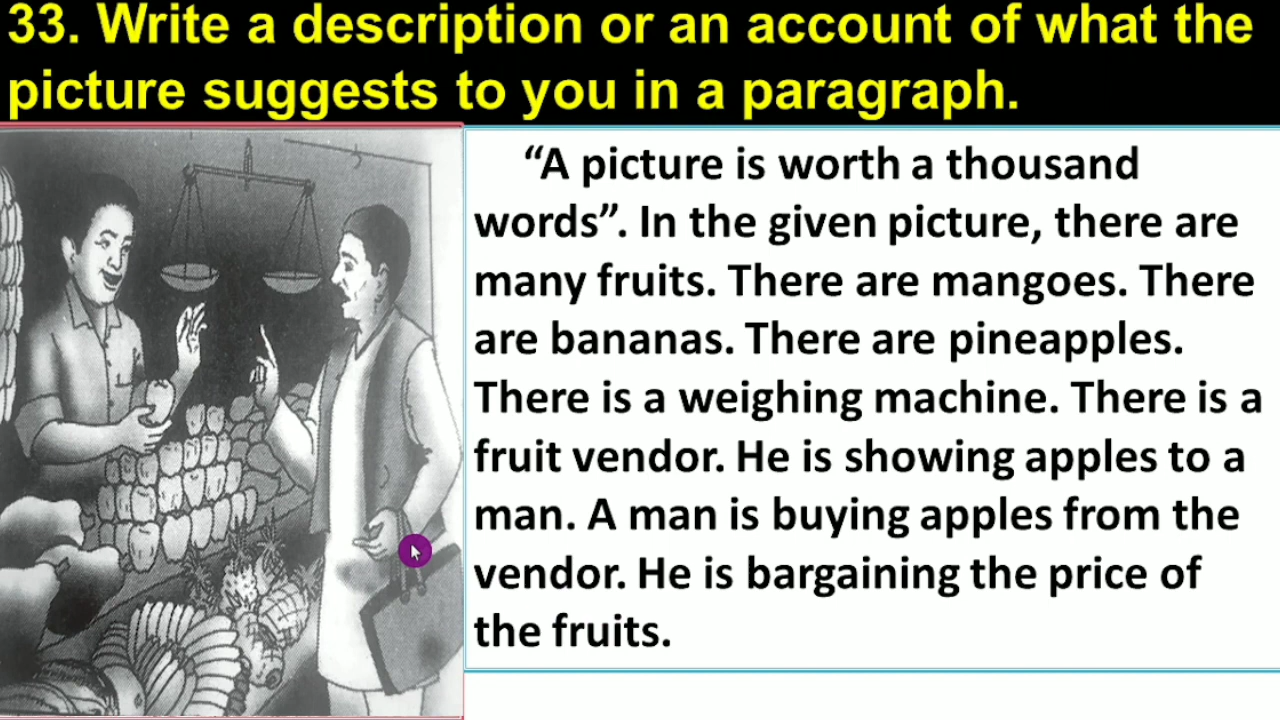 33. Write a description or an account of what the
picture suggests to you in a paragraph.
“A picture is worth a thousand
words”. In the given picture, there are
many fruits. There are mangoes. There
are bananas. There are pineapples.
There is a weighing machine. There is a
fruit vendor. He is showing apples to a
man. A man is buying apples from the
vendor. He is bargaining the price of
the fruits.